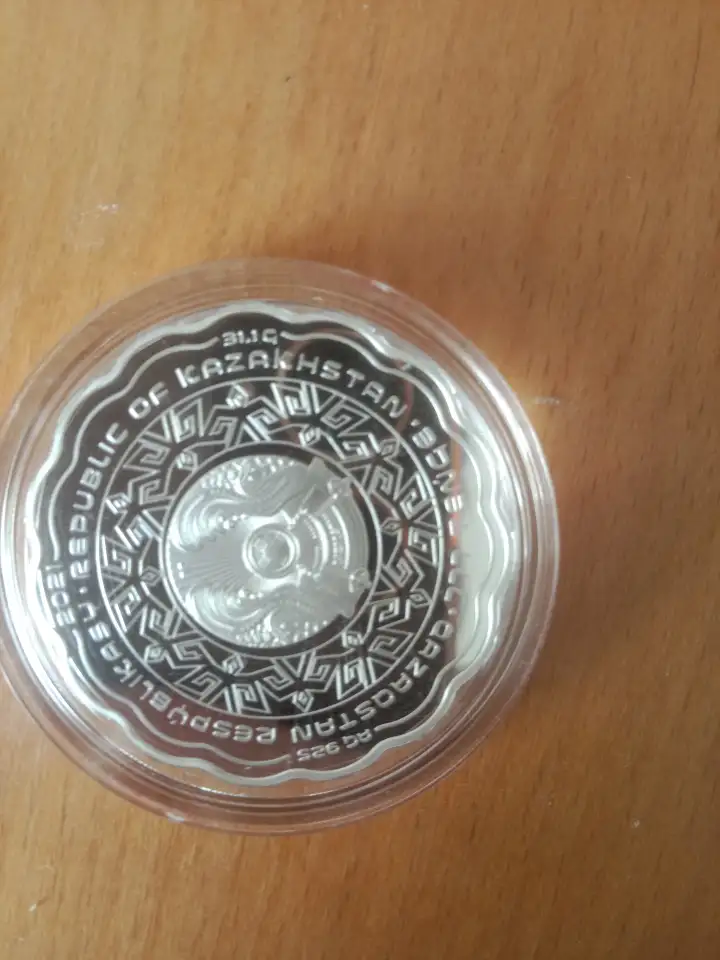 31.1 G
REPUBLIC OF KAZAKHSTAN
QAZAQSTAN RESPÝBLIKASY
2021
AG 925